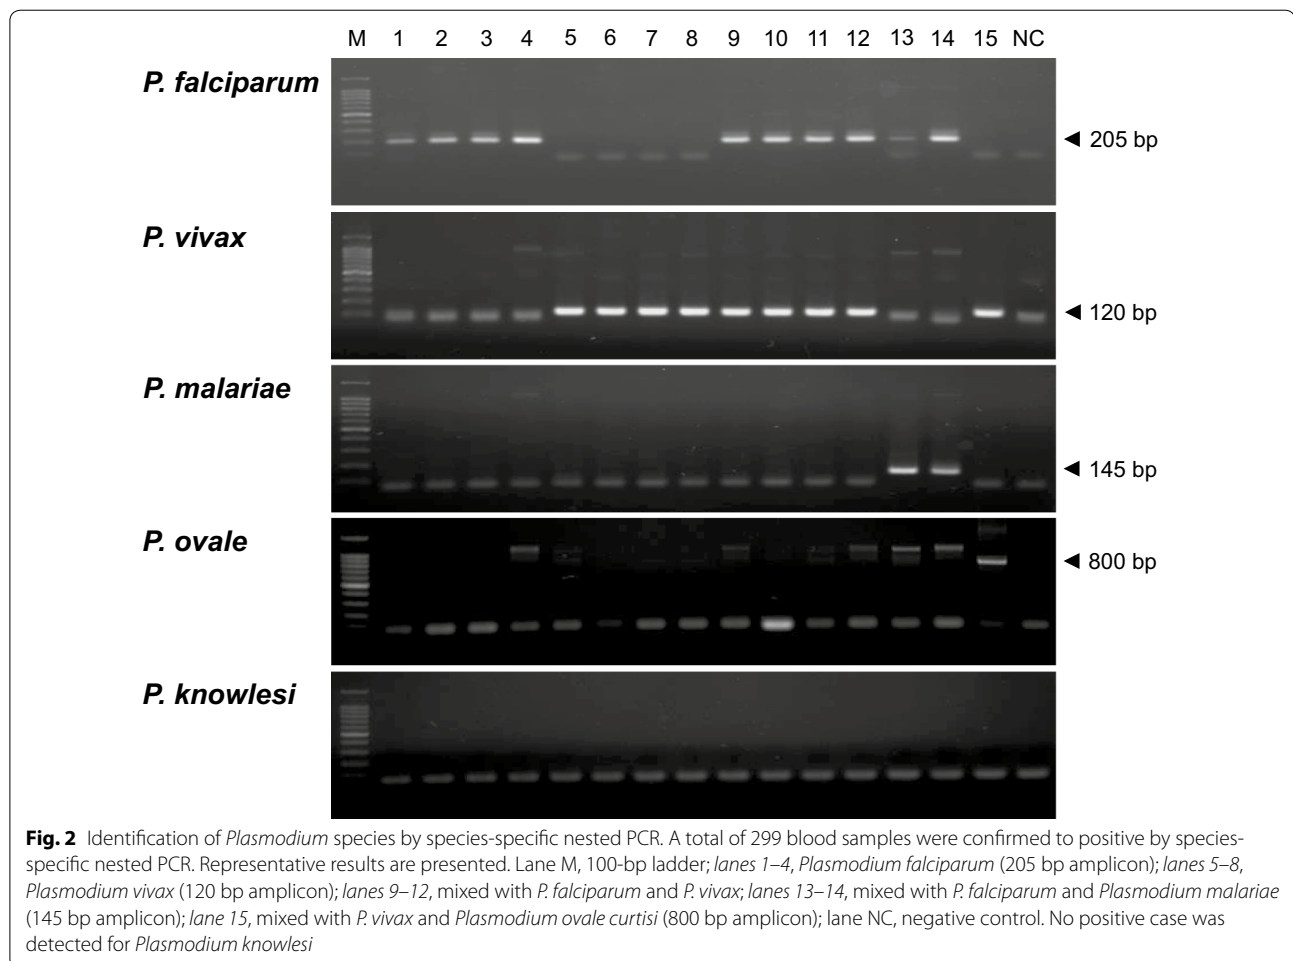 M 1 2 3 4 5 6 7 8 9 10 11 12 13 14 15 NC
P. falciparum
◄ 205 bp
P. vivax
◄ 120 bp
P. malariae
◄ 145 bp
P. ovale
◄ 800 bp
P. knowlesi
Fig. 2 Identification of Plasmodium species by species-specific nested PCR. A total of 299 blood samples were confirmed to positive by species-
specific nested PCR. Representative results are presented. Lane M, 100-bp ladder; lanes 1–4, Plasmodium falciparum (205 bp amplicon); lanes 5–8,
Plasmodium vivax (120 bp amplicon); lanes 9–12, mixed with P. falciparum and P. vivax; lanes 13–14, mixed with P. falciparum and Plasmodium malariae
(145 bp amplicon); lane 15, mixed with P. vivax and Plasmodium ovale curtisi (800 bp amplicon); lane NC, negative control. No positive case was
detected for Plasmodium knowlesi